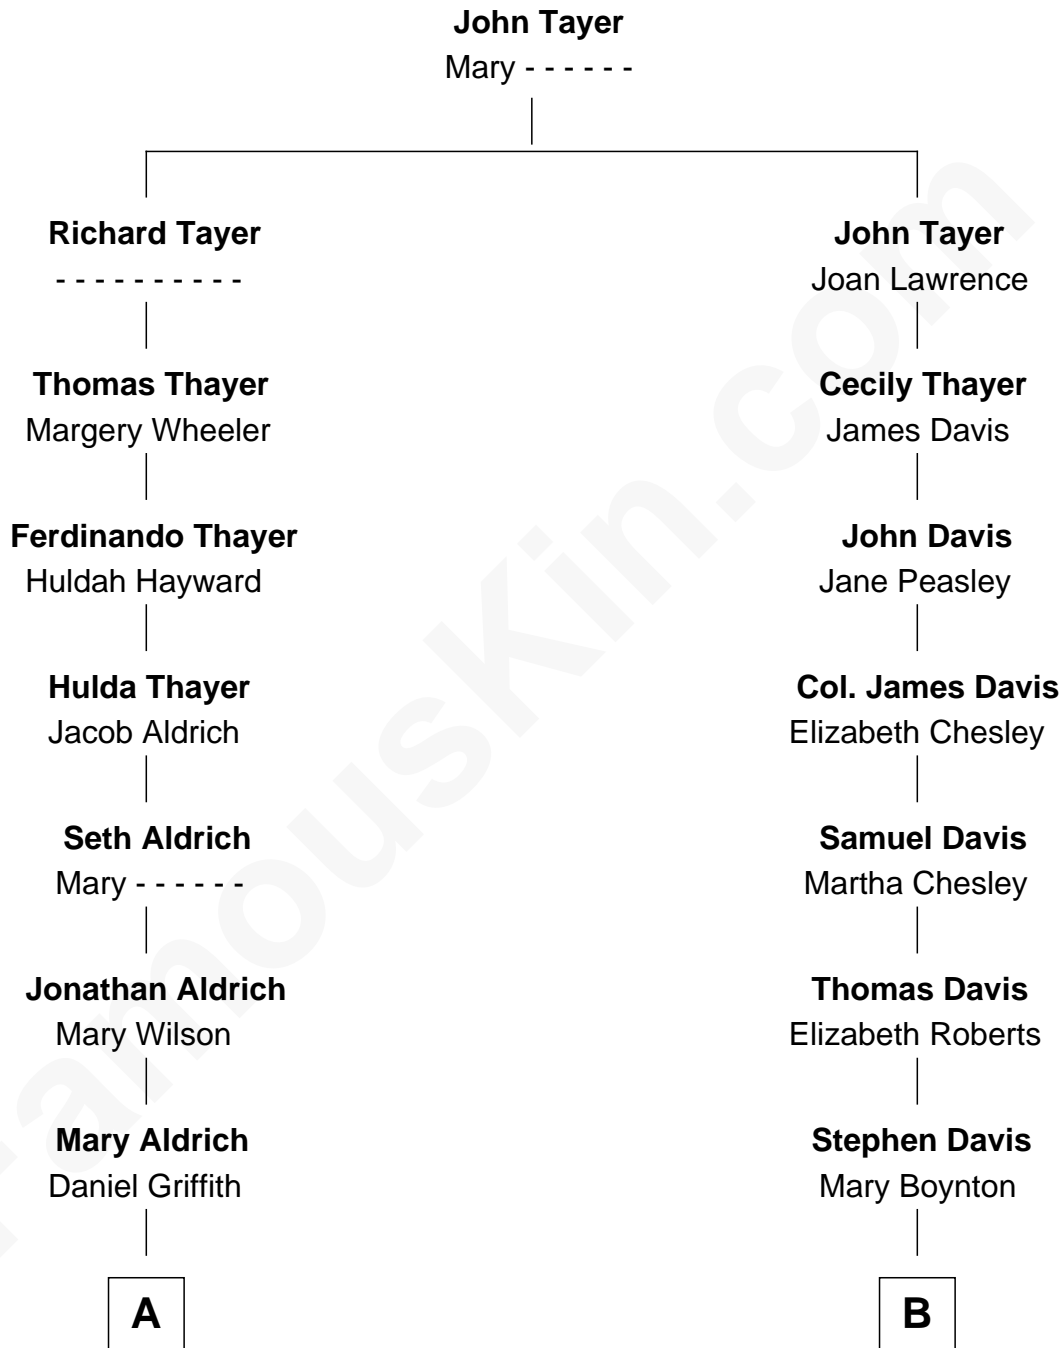 John Tayer
Mary - - - - - -
Richard Tayer
- - - - - - - - - -
John Tayer
Joan Lawrence
Thomas Thayer
Margery Wheeler
Cecily Thayer
James Davis
Ferdinando Thayer
Huldah Hayward
John Davis
Jane Peasley
Hulda Thayer
Jacob Aldrich
Col. James Davis
Elizabeth Chesley
Seth Aldrich
Mary - - - - - -
Samuel Davis
Martha Chesley
Jonathan Aldrich
Mary Wilson
Thomas Davis
Elizabeth Roberts
Mary Aldrich
Daniel Griffith
Stephen Davis
Mary Boynton
A
B
FamousKin.com